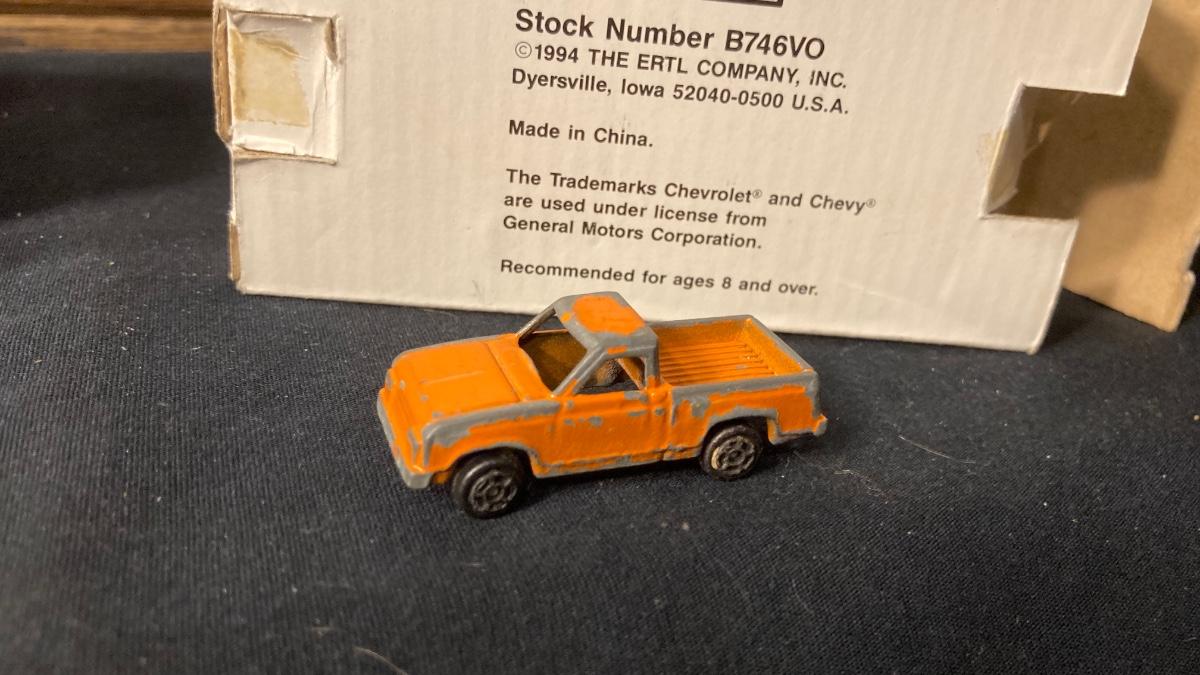 Stock Number B746VO
©1994 THE ERTL COMPANY, INC.
Dyersville, Iowa 52040-0500 U.S.A.
Made in China.
The Trademarks Chevrolet® and Chevy®
are used under license from
General Motors Corporation.
Recommended for ages 8 and over.